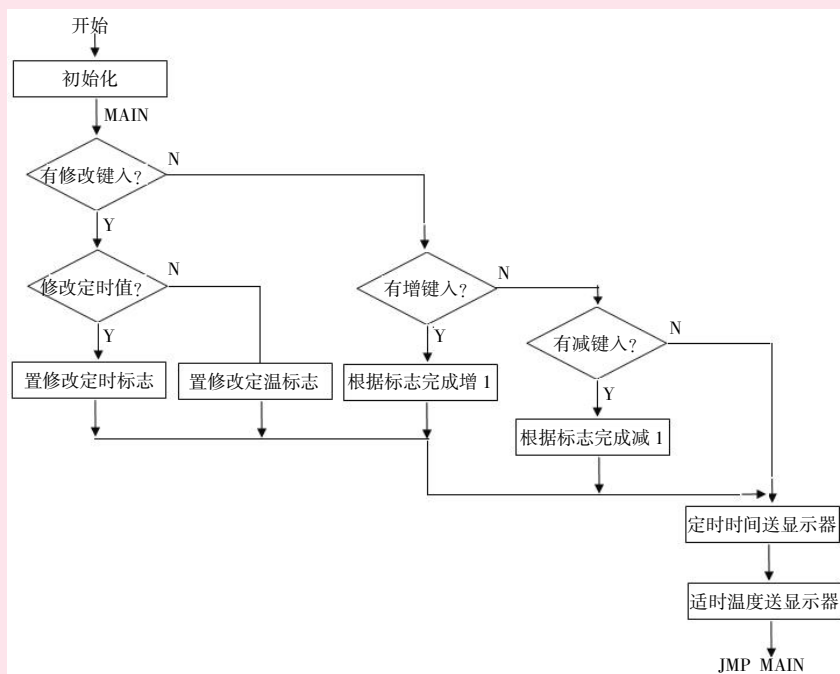 开始
初始化
MAIN
有修改键入?
N
Y
修改定时值?
N
有增键入?
N
Y
Y
有减键入?
N
置修改定时标志
置修改定温标志
根据标志完成增 1
Y
根据标志完成减 1
定时时间送显示器
适时温度送显示器
JMP MAIN